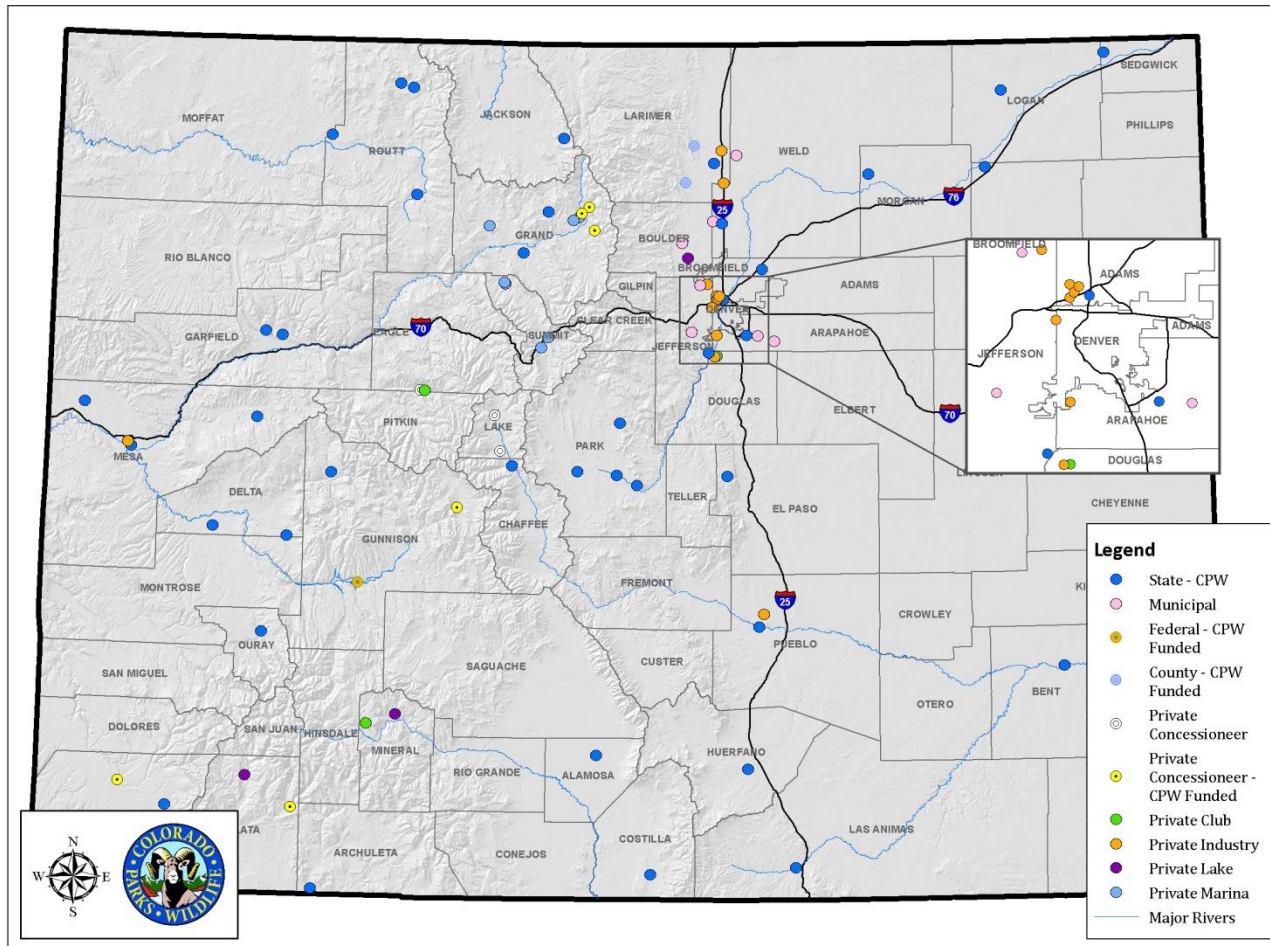 SEDGWICK
LOGAN
JACKSON
LARIMER
MOFFAT
PHILLIPS
WELD
ROUTT
MORGAN
76
25
GRAND
BOULDER
BROOMFIELD
RIO BLANCO
BROOMFIELD
ADAMS
GILPIN
ADAMS
DENVER
CLEAR CREEK
ADAMS
70
EAGLE
SUMMIT
ARAPAHOE
GARFIELD
JEFFERSON
DENVER
JEFFERSON
DOUGLAS
ELBERT
70
PITKIN
LAKE
ARAPAHOE
PARK
MESA
DOUGLAS
LINCOLN
DELTA
TELLER
CHEYENNE
EL PASO
CHAFFEE
GUNNISON
Legend
State - CPW
Municipal
Federal - CPW
Funded
County - CPW
Funded
Private
Concessioner
Private
Concessioner -
CPW Funded
Private Club
Private Industry
Private Lake
Private Marina
Major Rivers
MONTROSE
FREMONT
KI
25
CROWLEY
OURAY
PUEBLO
SAGUACHE
CUSTER
SAN MIGUEL
BENT
OTERO
DOLORES
SAN JUAN
HINSDALE
MINERAL
HUERFANO
RIO GRANDE
ALAMOSA
LATA
COSTILLA
LAS ANIMAS
ARCHULETA
CONEJOS
N
W
E
S
COLORADO
PARKS • WILDLIFE